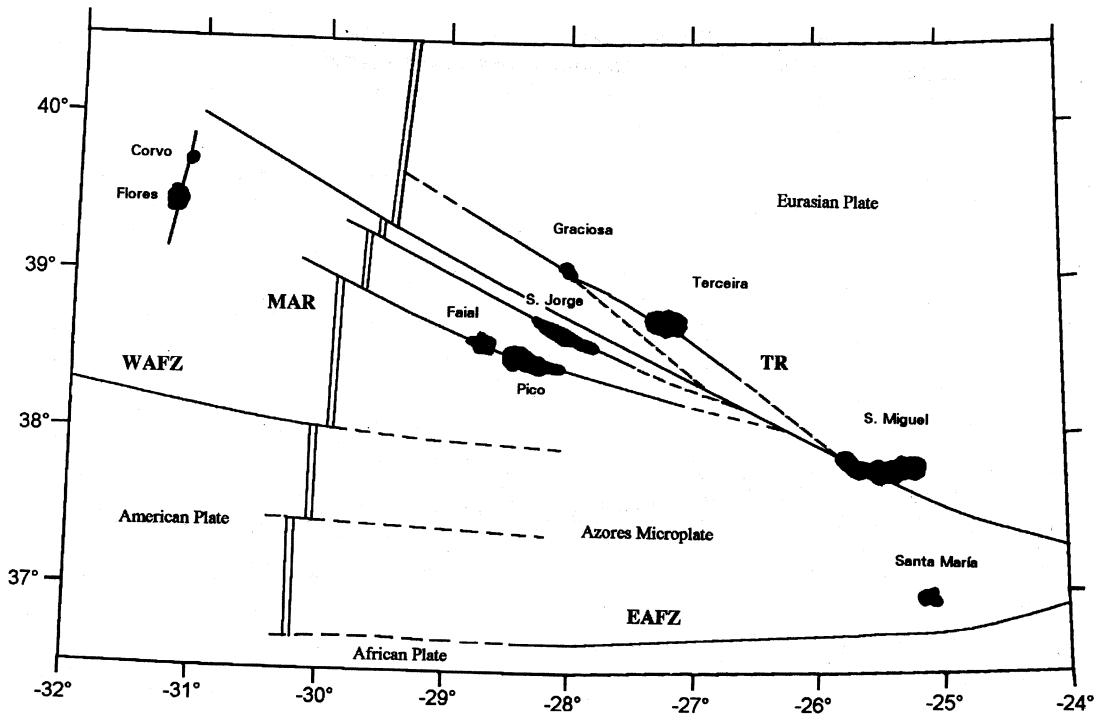 40°
Corvo
Flores
Eurasian Plate
Graciosa
39°
Terceira
MAR
Faial
S. Jorge
WAFZ
TR
Pico
38°
S. Miguel
American Plate
Azores Microplate
Santa María
37°
EAFZ
African Plate
-32°
-31°
-30°
-29°
-28°
-27°
-26°
-25°
-24°